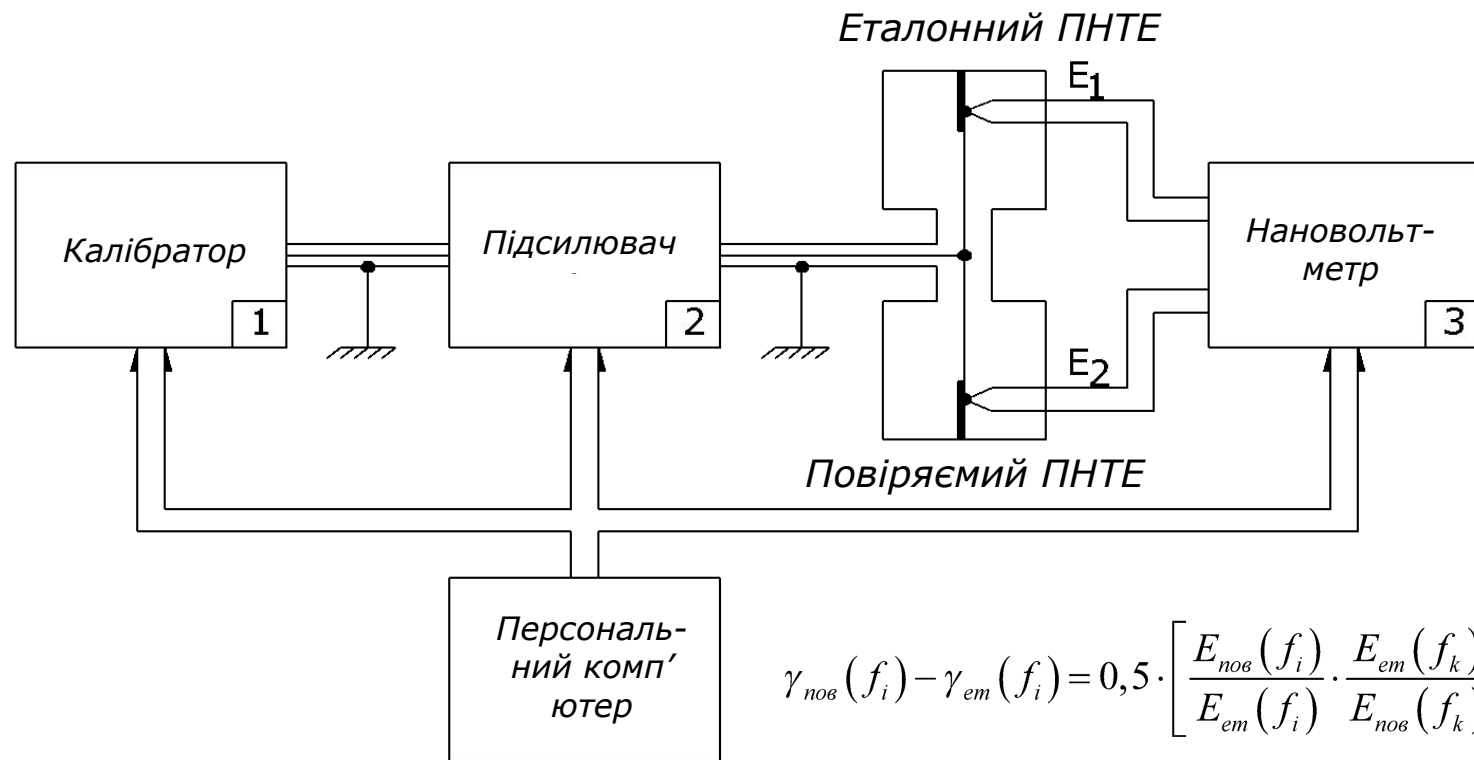 Еталонний ПНТЕ
E1
Калібратор
1
Підсилювач
2
Нановольт-
метр
3
E2
Повіряємий ПНТЕ
Персональ-
ний комп’
ютер
γпов(fi) − γет(fi) = 0,5 · [ Eпов(fi) / Eет(fi) · Eет(fk) / Eпов(fk)